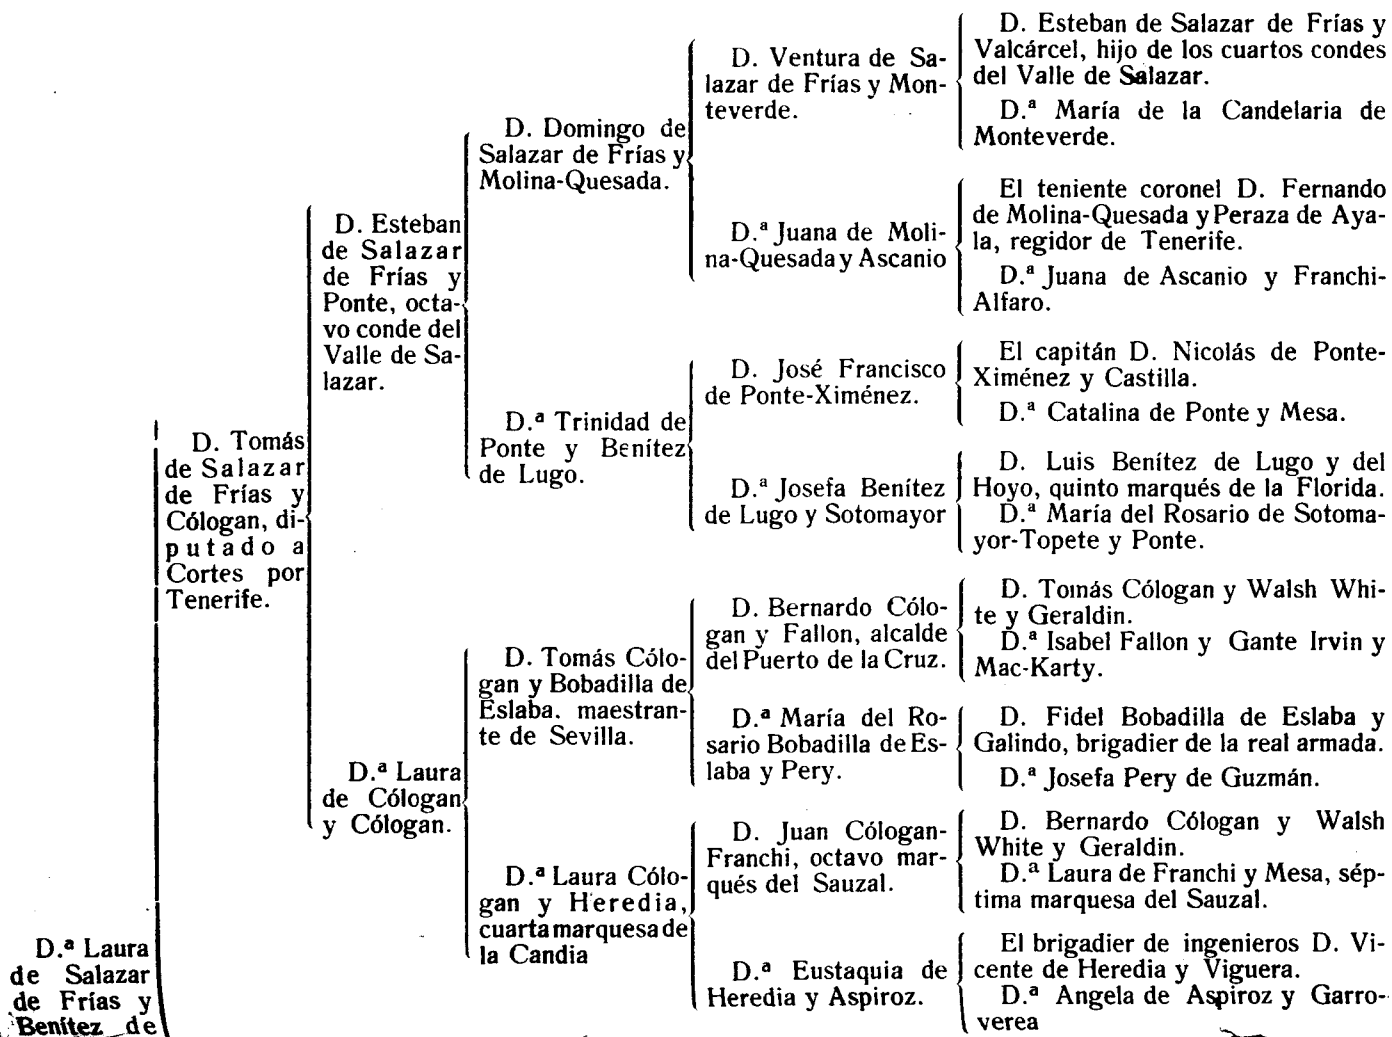 D.ª Laura
de Salazar
de Frías y
Benítez de
D. Tomás
de Salazar
de Frías y
Cólogan, di-
putado a
Cortes por
Tenerife.
D. Esteban
de Salazar
de Frías y
Ponte, octa-
vo conde del
Valle de Sa-
lazar.
D.ª Laura
de Cólogan
y Cólogan.
D. Domingo de
Salazar de Frías y
Molina-Quesada.
D.ª Trinidad de
Ponte y Benítez
de Lugo.
D. Tomás Cólo-
gan y Bobadilla de
Eslaba. maestran-
te de Sevilla.
D.ª Laura Cólo-
gan y Heredia,
cuarta marquesa de
la Candia
D. Ventura de Sa-
lazar de Frías y Mon-
teverde.
D.ª Juana de Moli-
na-Quesada y Ascanio
D. José Francisco
de Ponte-Ximénez.
D.ª Josefa Benítez
de Lugo y Sotomayor
D. Bernardo Cólo-
gan y Fallon, alcalde
del Puerto de la Cruz.
D.ª María del Ro-
sario Bobadilla de Es-
laba y Pery.
D. Juan Cólogan-
Franchi, octavo mar-
qués del Sauzal.
D.ª Eustaquia de
Heredia y Aspiroz.
D. Esteban de Salazar de Frías y
Valcárcel, hijo de los cuartos condes
del Valle de Salazar.
D.ª María de la Candelaria de
Monteverde.
El teniente coronel D. Fernando
de Molina-Quesada y Peraza de Aya-
la, regidor de Tenerife.
D.ª Juana de Ascanio y Franchi-
Alfaro.
El capitán D. Nicolás de Ponte-
Ximénez y Castilla.
D.ª Catalina de Ponte y Mesa.
D. Luis Benítez de Lugo y del
Hoyo, quinto marqués de la Florida.
D.ª María del Rosario de Sotoma-
yor-Topete y Ponte.
D. Tomás Cólogan y Walsh Whi-
te y Geraldin.
D.ª Isabel Fallon y Gante Irvin y
Mac-Karty.
D. Fidel Bobadilla de Eslaba y
Galindo, brigadier de la real armada.
D.ª Josefa Pery de Guzmán.
D. Bernardo Cólogan y Walsh
White y Geraldin.
D.ª Laura de Franchi y Mesa, sép-
tima marquesa del Sauzal.
El brigadier de ingenieros D. Vi-
cente de Heredia y Viguera.
D.ª Angela de Aspiroz y Garro-
verea